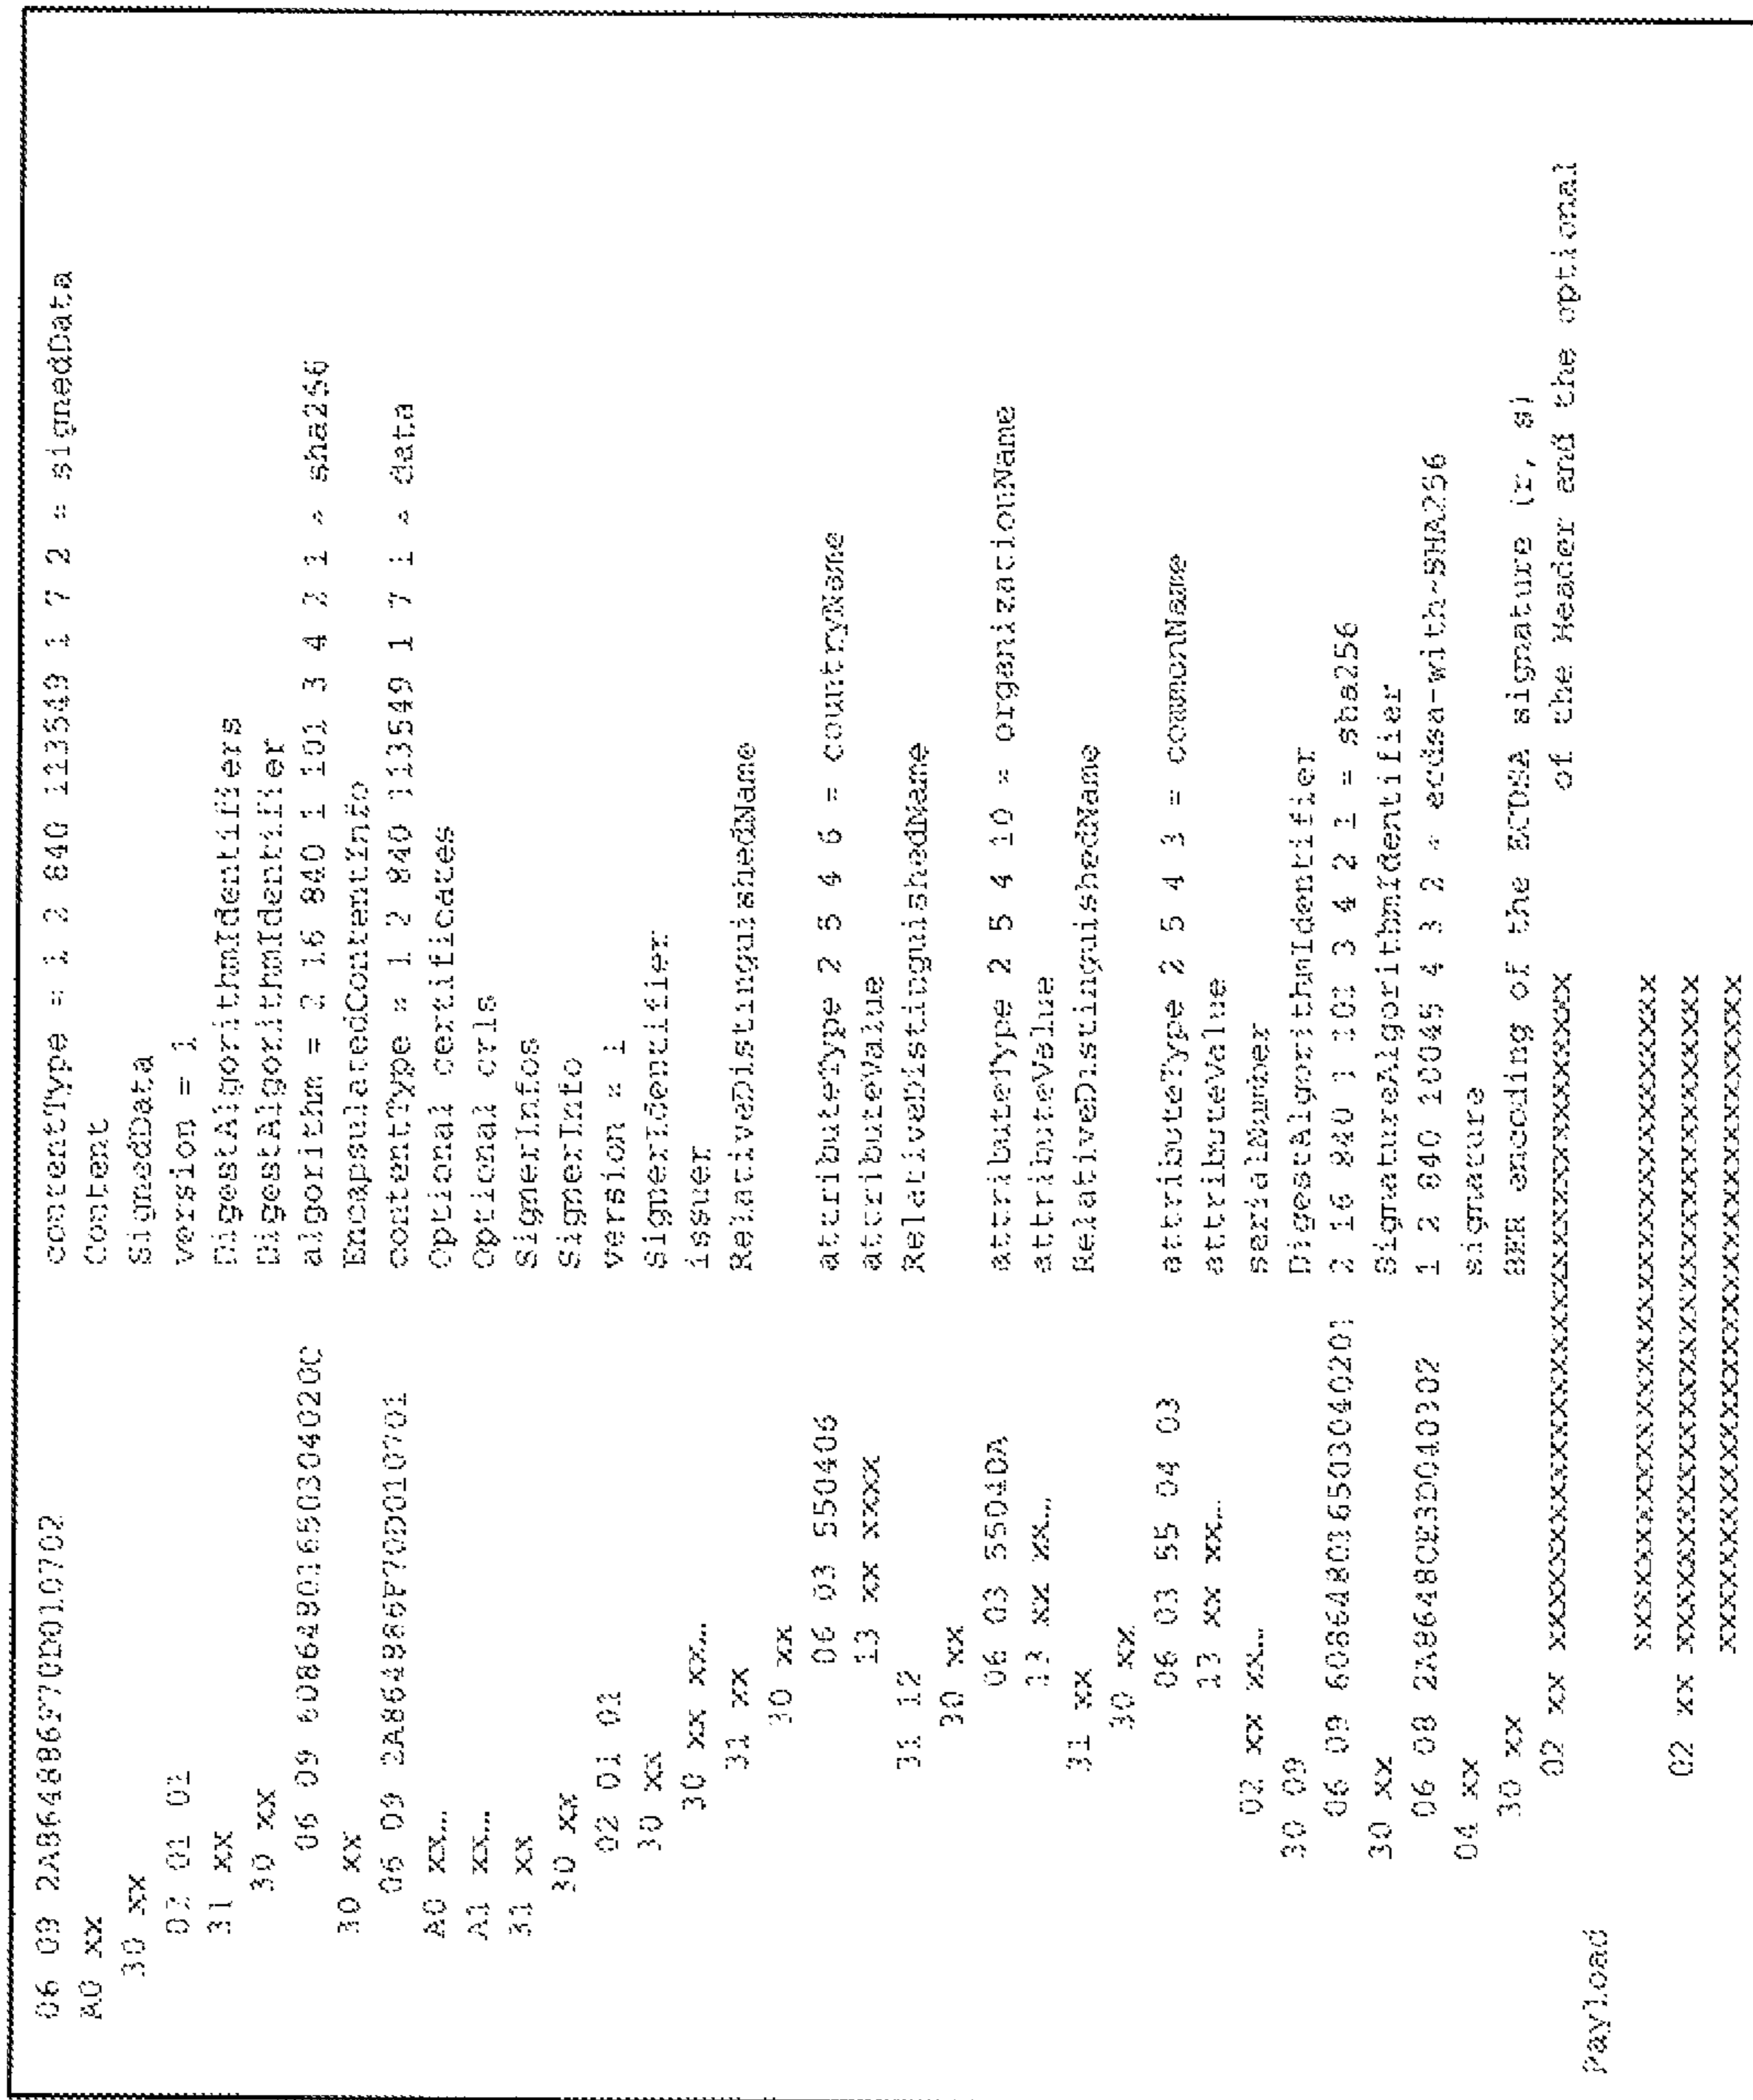 06 09 2A864886F70D010702 contentType = 1 2 840 113549 1 7 2 = signedData
A0 xx Content
30 xx SignedData
02 01 01 version = 1
31 xx DigestAlgorithmIdentifiers
30 xx DigestAlgorithmIdentifier
06 09 60864801650304020C algorithm = 2 16 840 1 101 3 4 2 1 = sha256
30 xx EncapsulatedContentInfo
06 09 2A864886F70D010701 contentType = 1 2 840 113549 1 7 1 = data
A0 xx… Optional certificates
A1 xx… Optional crls
31 xx SignerInfos
30 xx SignerInfo
02 01 01 version = 1
30 xx SignerIdentifier
30 xx xx… issuer
31 xx RelativeDistinguishedName
30 xx
06 03 550406 attributeType 2 5 4 6 = countryName
13 xx xxxx attributeValue
31 12 RelativeDistinguishedName
30 xx
06 03 55040A attributeType 2 5 4 10 = organizationName
13 xx xx… attributeValue
31 xx RelativeDistinguishedName
30 xx
06 03 55 04 03 attributeType 2 5 4 3 = commonName
13 xx xx… attributeValue
02 xx xx… serialNumber
30 09 DigestAlgorithmIdentifier
06 09 608648016503040201 2 16 840 1 101 3 4 2 1 = sha256
30 xx SignatureAlgorithmIdentifier
06 08 2A8648CE3D040302 1 2 840 10045 4 3 2 = ecdsa-with-SHA256
04 xx signature
30 xx BER encoding of the ECDSA signature (r, s)
02 xx xxxxxxxxxxxxxxxxxxxxxxxxxxxxxxxx of the Header and the optional
Payload
xxxxxxxxxxxxxxxxxxxxxxxxxxxxxxxx
02 xx xxxxxxxxxxxxxxxxxxxxxxxxxxxxxxxx
xxxxxxxxxxxxxxxxxxxxxxxxxxxxxxxx